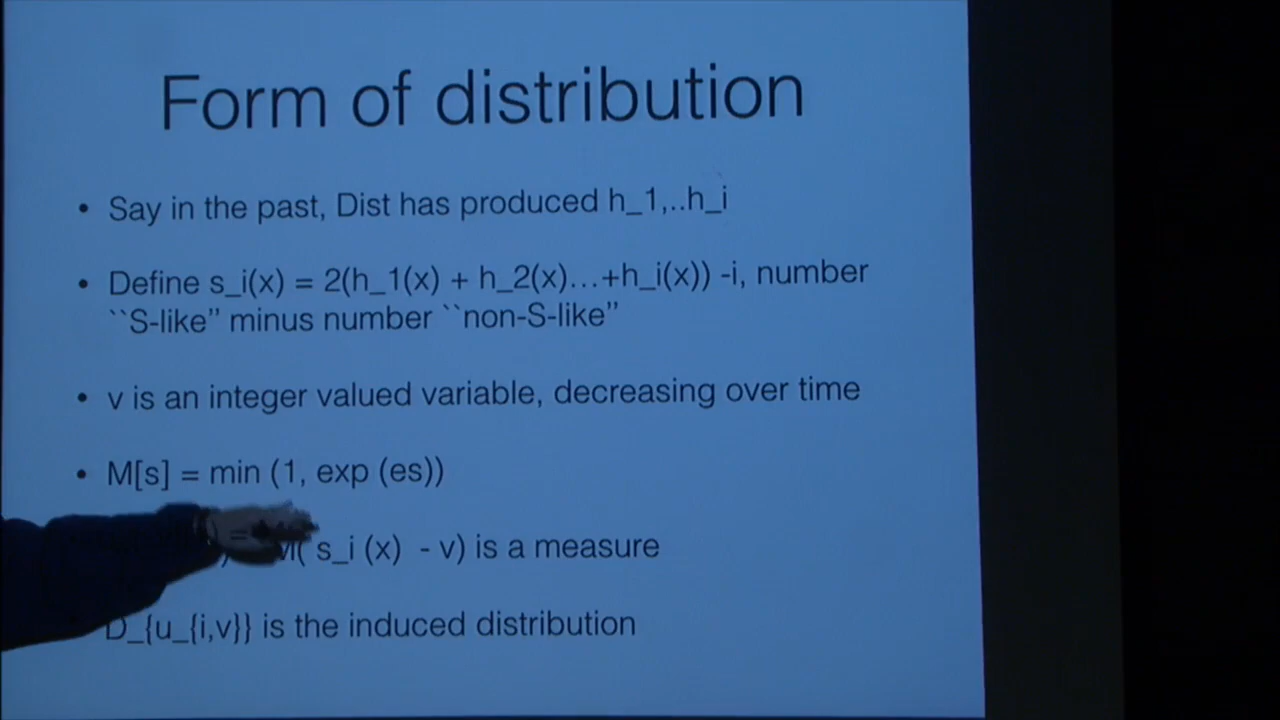 Form of distribution
• Say in the past, Dist has produced h_1,..h_i
• Define s_i(x) = 2(h_1(x) + h_2(x)...+h_i(x)) -i, number
``S-like” minus number ``non-S-like”
• v is an integer valued variable, decreasing over time
• M[s] = min (1, exp (es))
s_i (x) - v) is a measure
D_{u_{i,v}} is the induced distribution